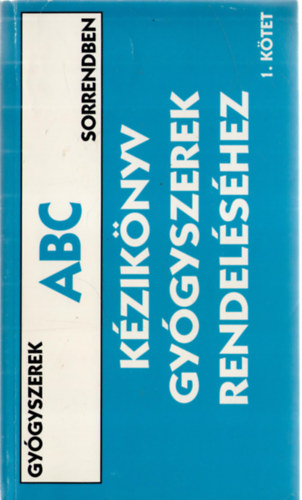 GYÓGYSZEREK
ABC
SORRENDBEN
KÉZIKÖNYV
GYÓGYSZEREK
RENDELÉSÉHEZ
1. KÖTET